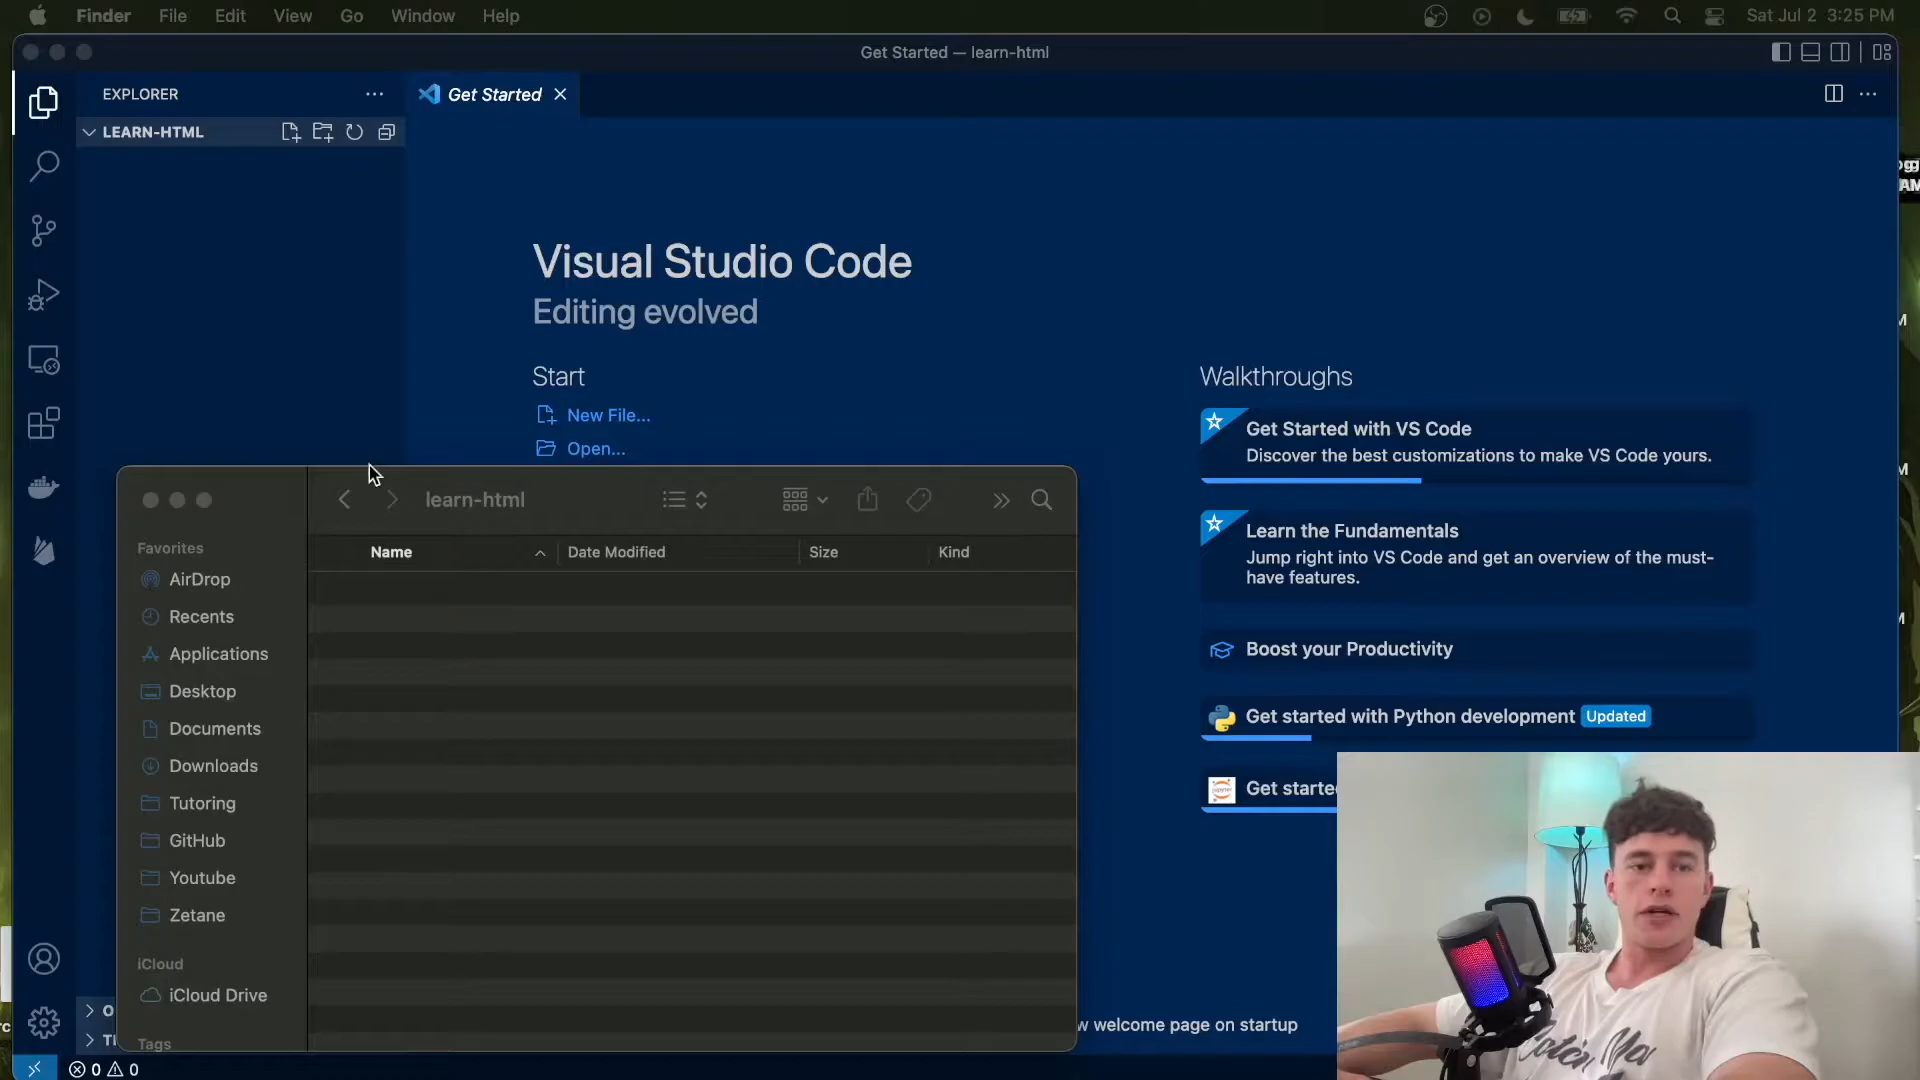 Finder File Edit View Go Window Help
Sat Jul 2 3:25 PM
Get Started — learn-html
EXPLORER
Get Started
LEARN-HTML
Visual Studio Code
Editing evolved
Start
New File...
Open...
Walkthroughs
Get Started with VS Code
Discover the best customizations to make VS Code yours.
Learn the Fundamentals
Jump right into VS Code and get an overview of the must-
have features.
Boost your Productivity
Get started with Python development Updated
Get starte
learn-html
Name Date Modified Size Kind
Favorites
AirDrop
Recents
Applications
Desktop
Documents
Downloads
Tutoring
GitHub
Youtube
Zetane
iCloud
iCloud Drive
Tags
O
w welcome page on startup
0 0